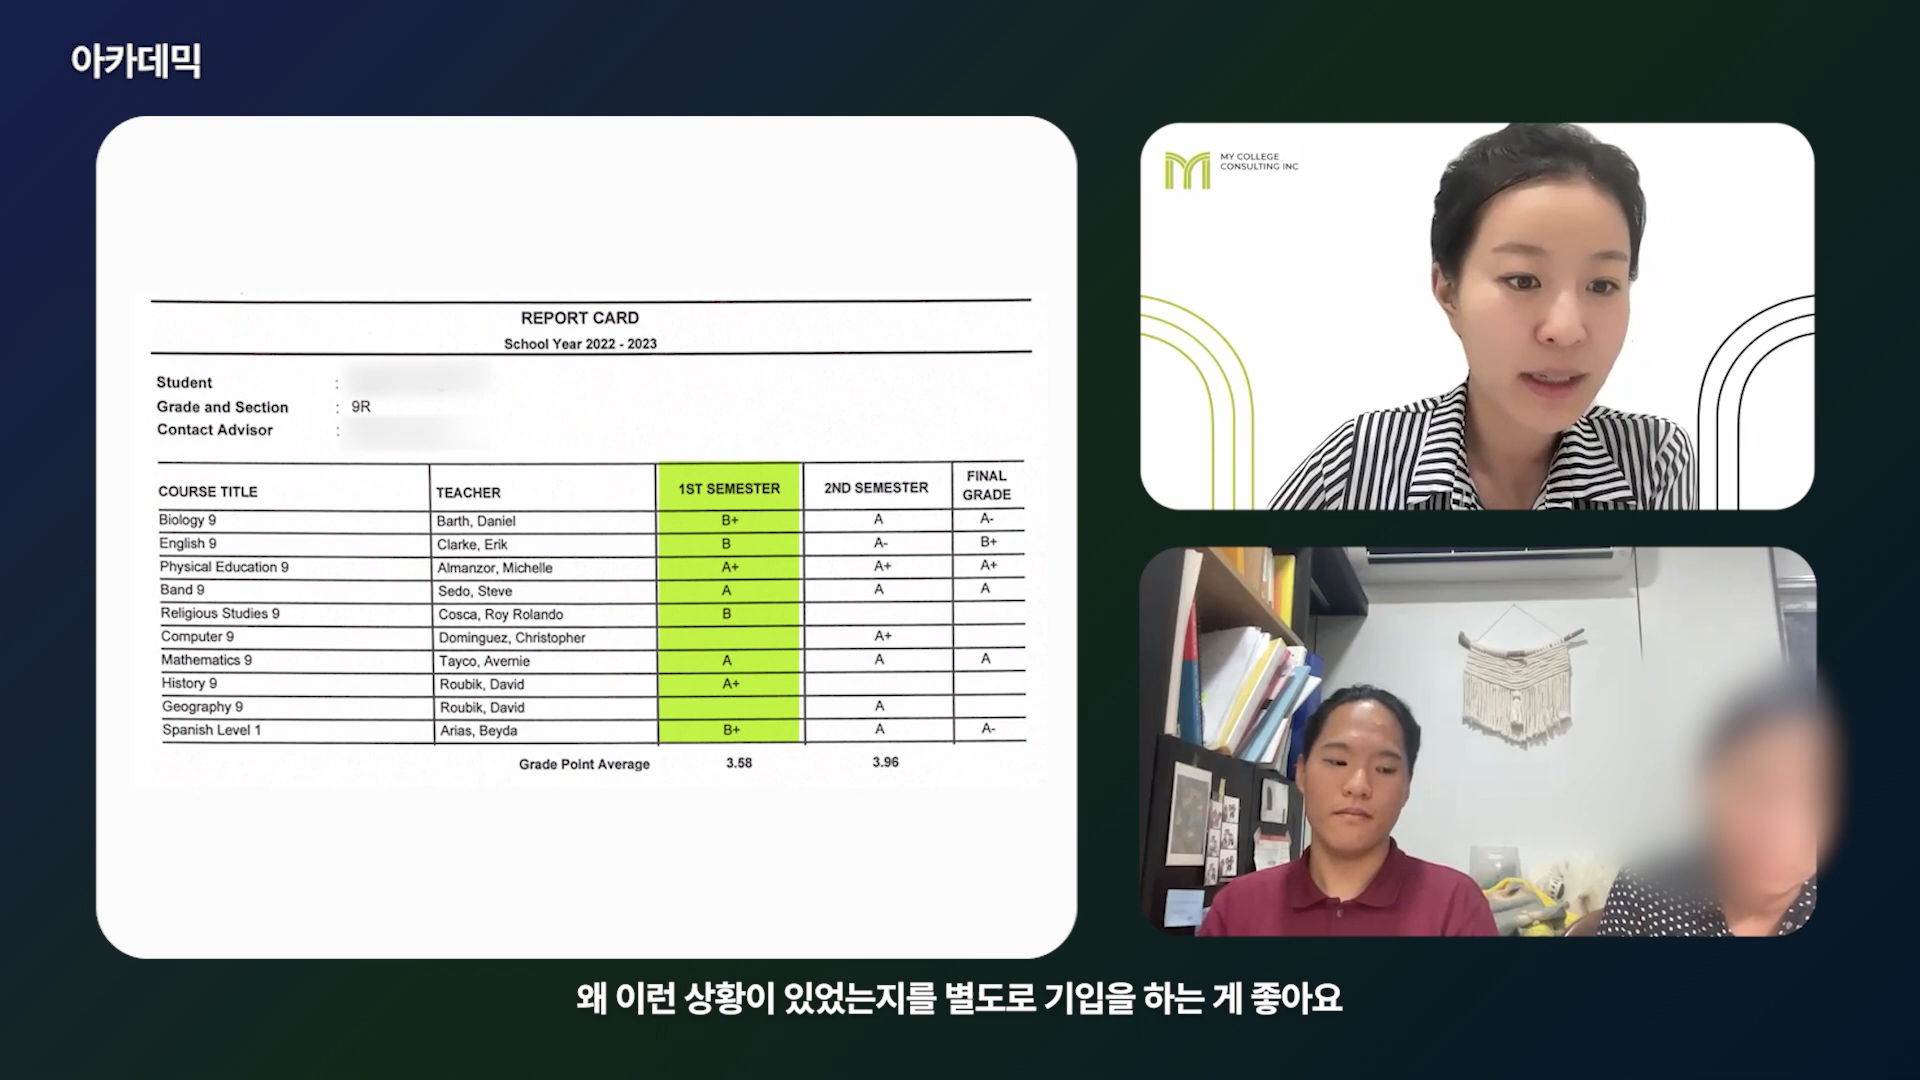 아카데믹
REPORT CARD
School Year 2022 - 2023
Student :
Grade and Section : 9R
Contact Advisor :
COURSE TITLE TEACHER 1ST SEMESTER 2ND SEMESTER FINAL GRADE
Biology 9 Barth, Daniel B+ A A-
English 9 Clarke, Erik B A- B+
Physical Education 9 Almanzor, Michelle A+ A+ A+
Band 9 Sedo, Steve A A A
Religious Studies 9 Cosca, Roy Rolando B
Computer 9 Dominguez, Christopher A+
Mathematics 9 Tayco, Avernie A A A
History 9 Roubik, David A+
Geography 9 Roubik, David A
Spanish Level 1 Arias, Beyda B+ A A-
Grade Point Average 3.58 3.96
MY COLLEGE
CONSULTING INC
왜 이런 상황이 있었는지를 별도로 기입을 하는 게 좋아요